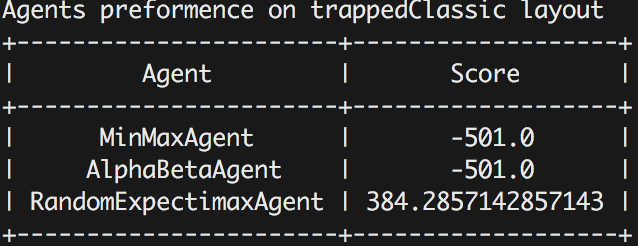 Agents preformence on trappedClassic layout
+-----------------------+-------------------+
|         Agent         |       Score       |
+-----------------------+-------------------+
|      MinMaxAgent      |       -501.0      |
|     AlphaBetaAgent    |       -501.0      |
| RandomExpectimaxAgent | 384.2857142857143 |
+-----------------------+-------------------+